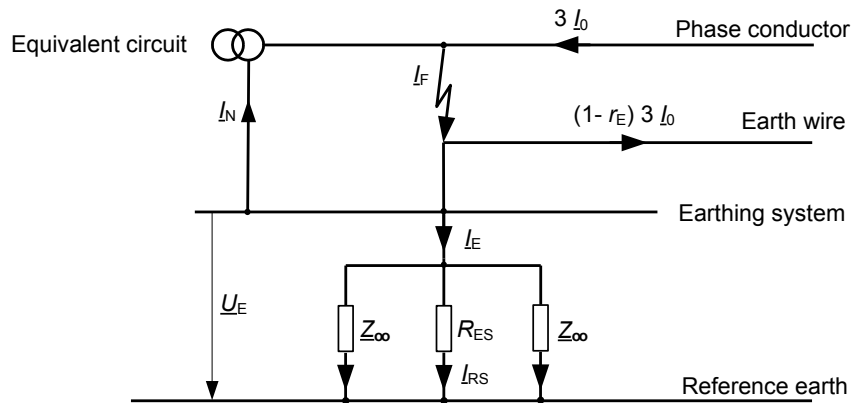 3 I0
Phase conductor
Equivalent circuit
IF
IN
(1- rE) 3 I0
Earth wire
Earthing system
IE
UE
Z∞
RES
Z∞
IRS
Reference earth